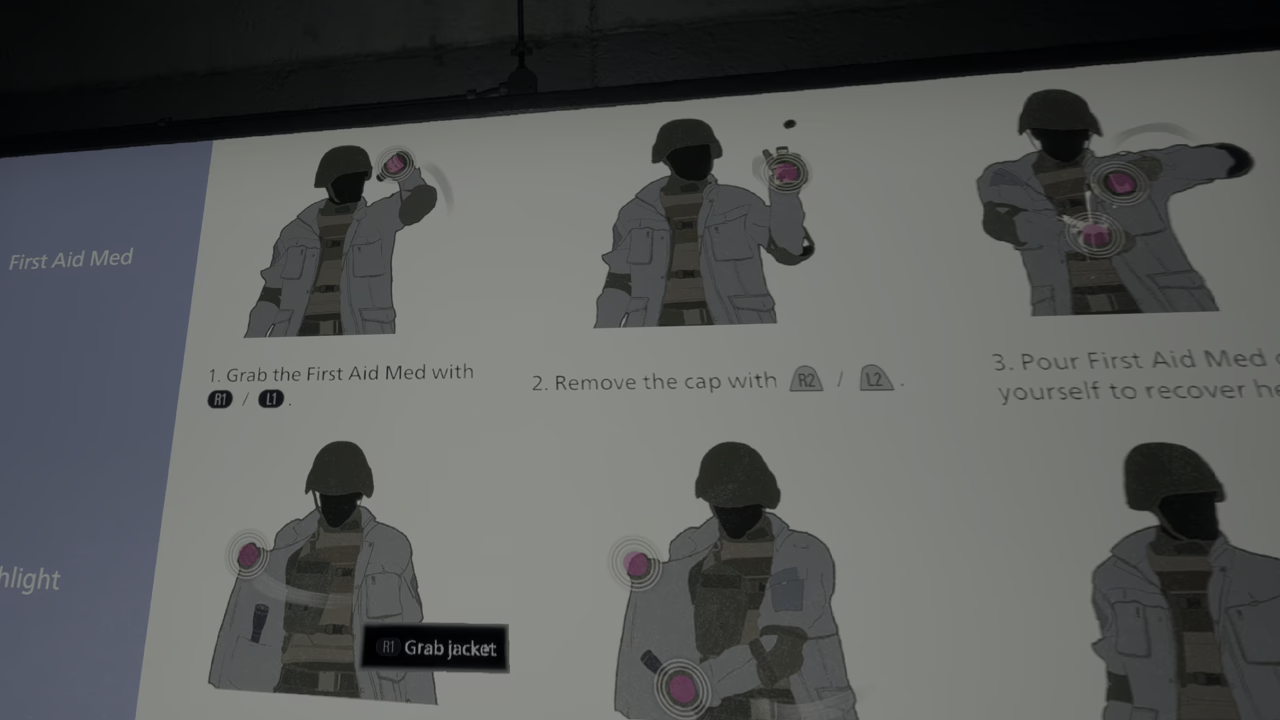 First Aid Med
1. Grab the First Aid Med with
R1 / L1 .
2. Remove the cap with R2 / L2 .
3. Pour First Aid Med
yourself to recover
R1 Grab jacket